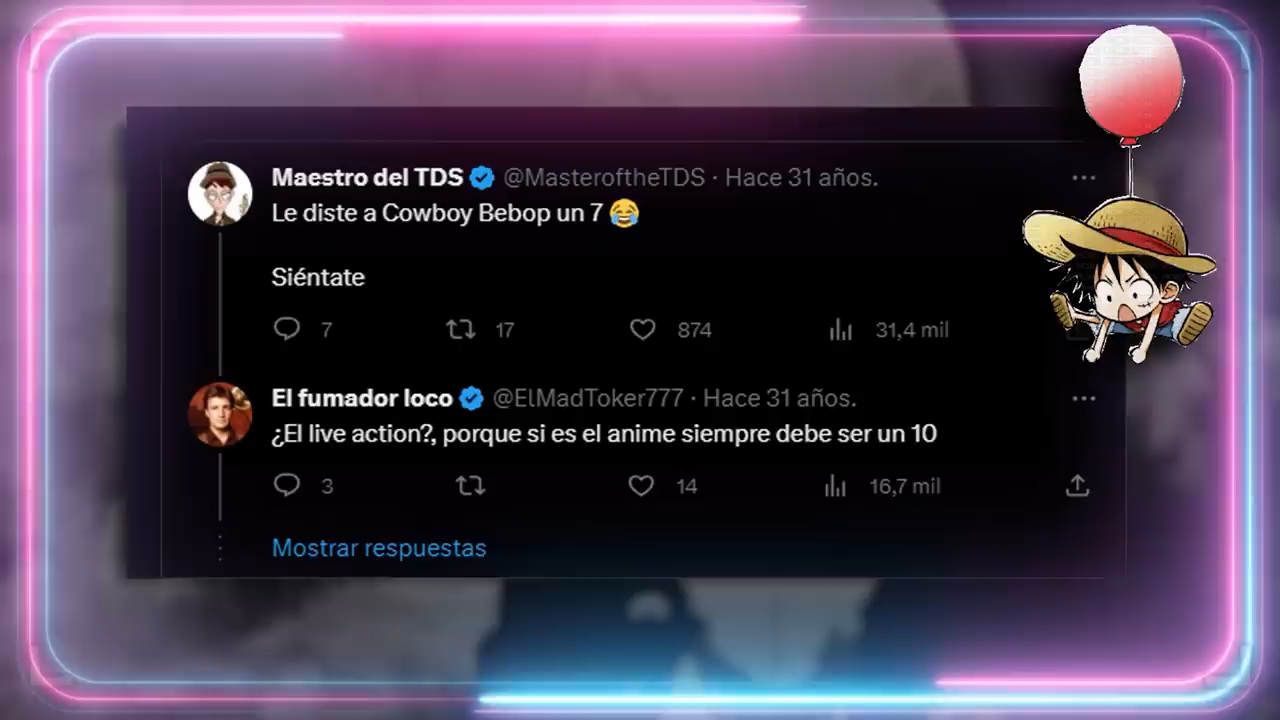 Maestro del TDS @MasteroftheTDS · Hace 31 años.
Le diste a Cowboy Bebop un 7 😂
Siéntate
7 17 874 31,4 mil
El fumador loco @ElMadToker777 · Hace 31 años.
¿El live action?, porque si es el anime siempre debe ser un 10
3 14 16,7 mil
Mostrar respuestas